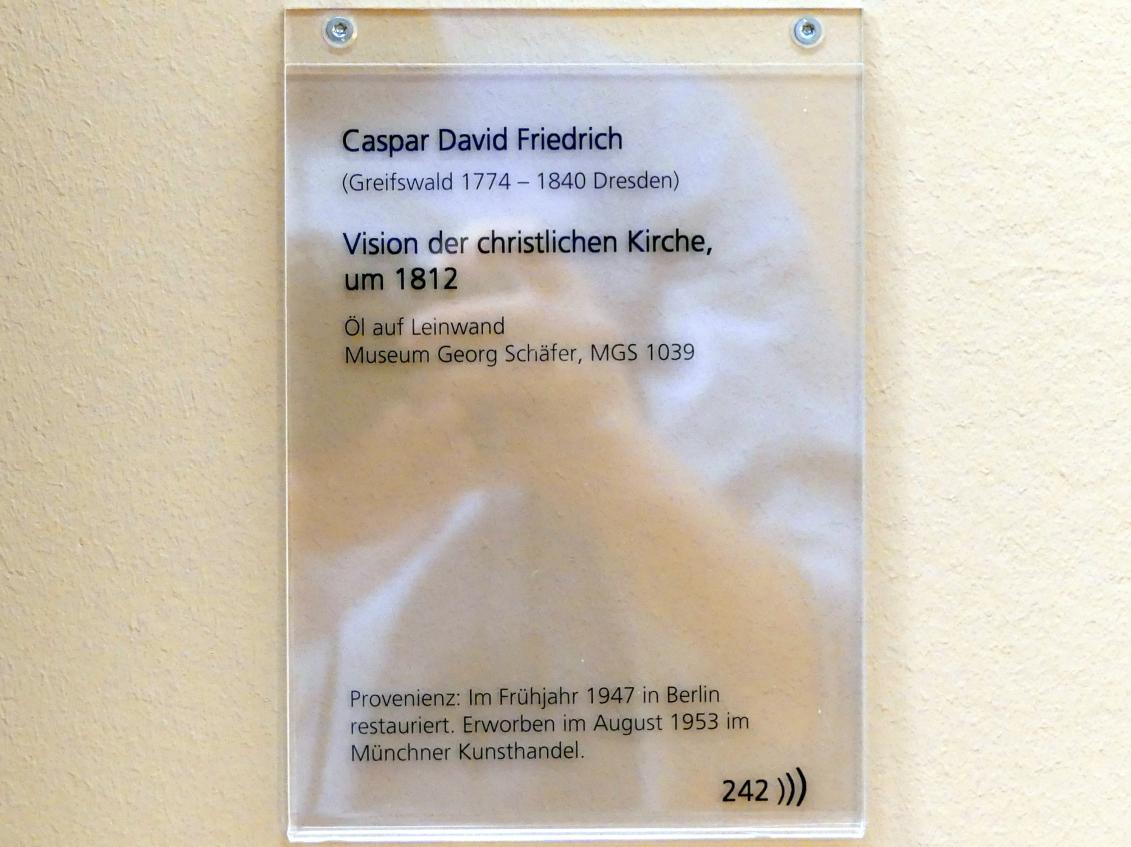 Caspar David Friedrich
(Greifswald 1774 – 1840 Dresden)
Vision der christlichen Kirche,
um 1812
Öl auf Leinwand
Museum Georg Schäfer, MGS 1039
Provenienz: Im Frühjahr 1947 in Berlin
restauriert. Erworben im August 1953 im
Münchner Kunsthandel.
242